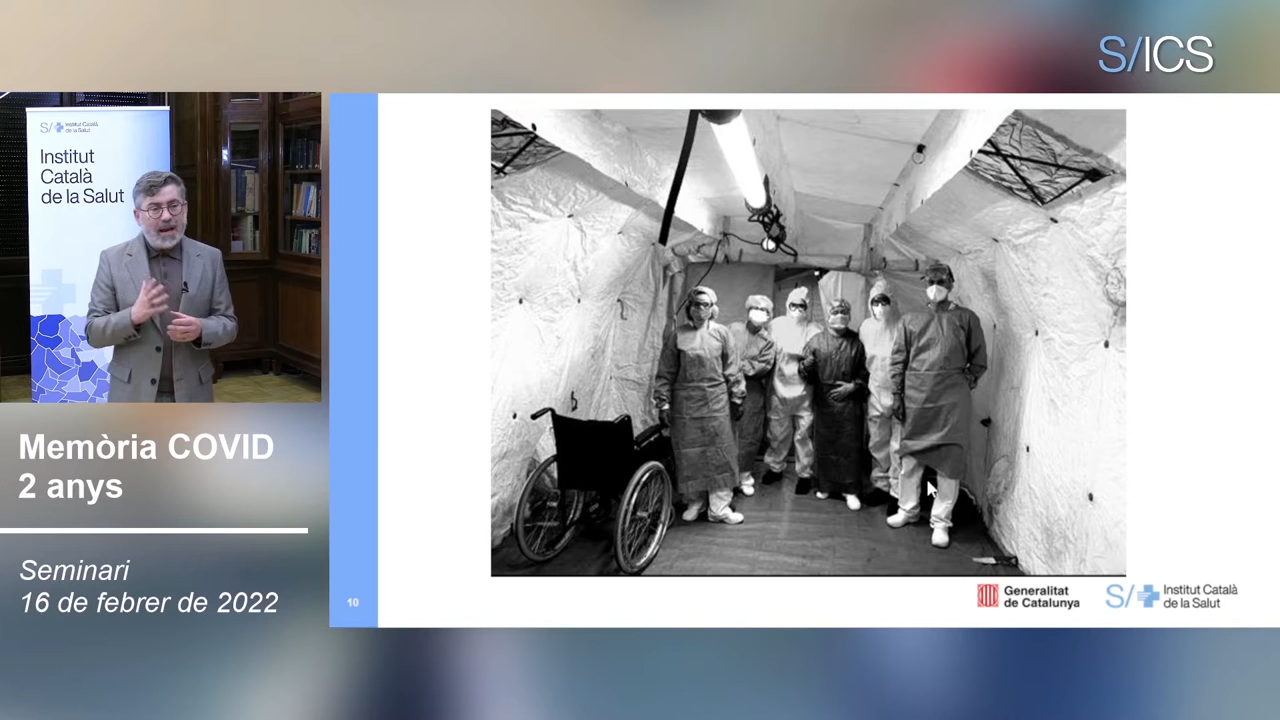 S/ICS
S/ Institut Català
de la Salut
Institut
Català
de la Salut
Memòria COVID
2 anys
Seminari
16 de febrer de 2022
10
Generalitat
de Catalunya
S/ Institut Català
de la Salut